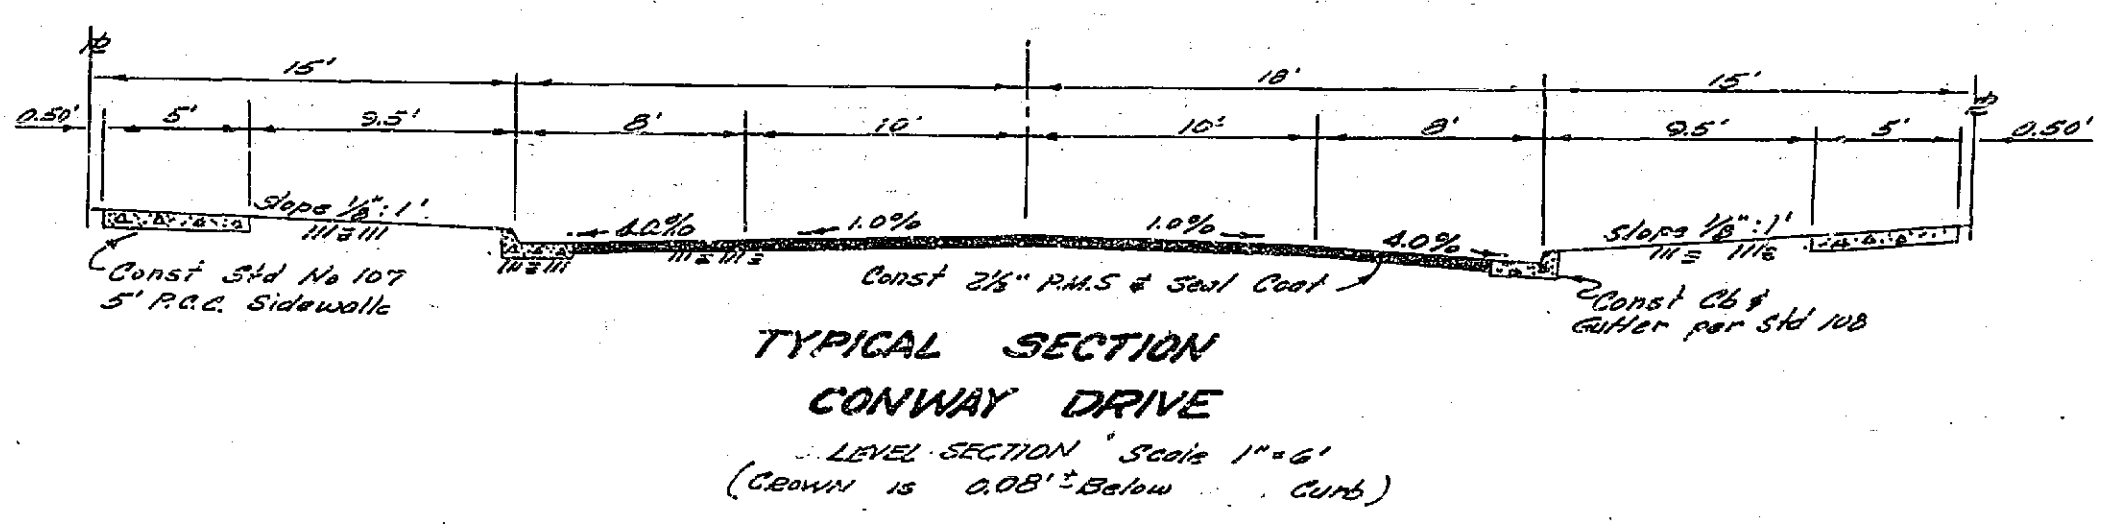 15' 18' 15'
0.50' 5' 9.5' 8' 10' 10' 8' 9.5' 5' 0.50'
Slope 1/8" : 1' 4.0% 1.0% 1.0% 4.0% Slope 1/8" : 1'
Const Std No 107
5' P.C.C. Sidewalk
Const 2½" P.M.S & Seal Coat
Const Cb &
Gutter per Std 108
TYPICAL SECTION
CONWAY DRIVE
LEVEL SECTION Scale 1"=6'
(CROWN is 0.08'± Below Curb)